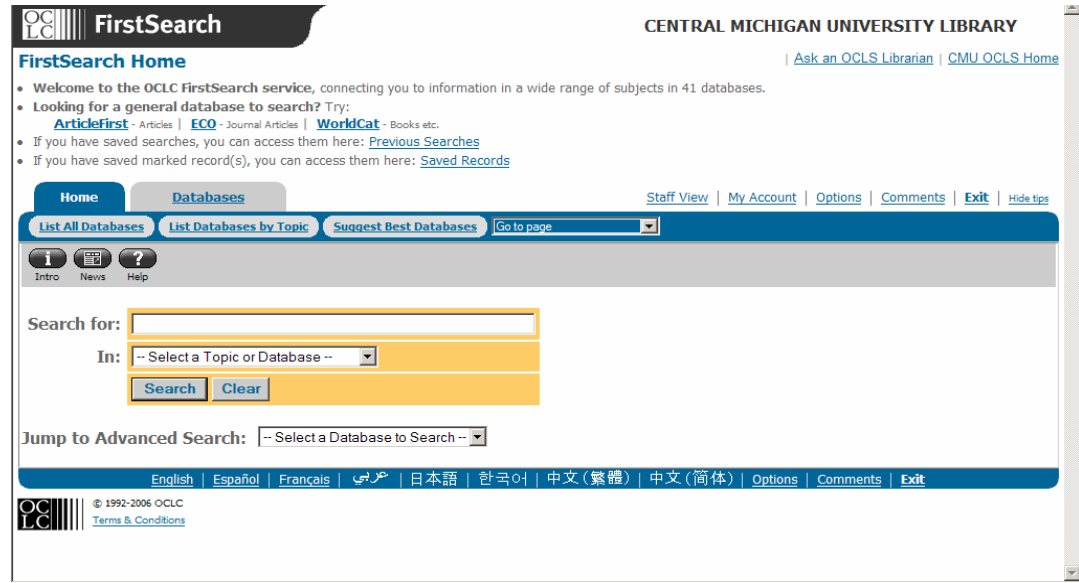 OCLC FirstSearch
CENTRAL MICHIGAN UNIVERSITY LIBRARY
FirstSearch Home
| Ask an OCLS Librarian | CMU OCLS Home
• Welcome to the OCLC FirstSearch service, connecting you to information in a wide range of subjects in 41 databases.
• Looking for a general database to search? Try:
ArticleFirst - Articles | ECO - Journal Articles | WorldCat - Books etc.
• If you have saved searches, you can access them here: Previous Searches
• If you have saved marked record(s), you can access them here: Saved Records
Home Databases
Staff View | My Account | Options | Comments | Exit | Hide tips
List All Databases List Databases by Topic Suggest Best Databases Go to page
i ?
Intro News Help
Search for:
In: -- Select a Topic or Database --
Search Clear
Jump to Advanced Search: -- Select a Database to Search --
English | Español | Français | عربي | 日本語 | 한국어 | 中文(繁體) | 中文(简体) | Options | Comments | Exit
OCLC © 1992-2006 OCLC
Terms & Conditions